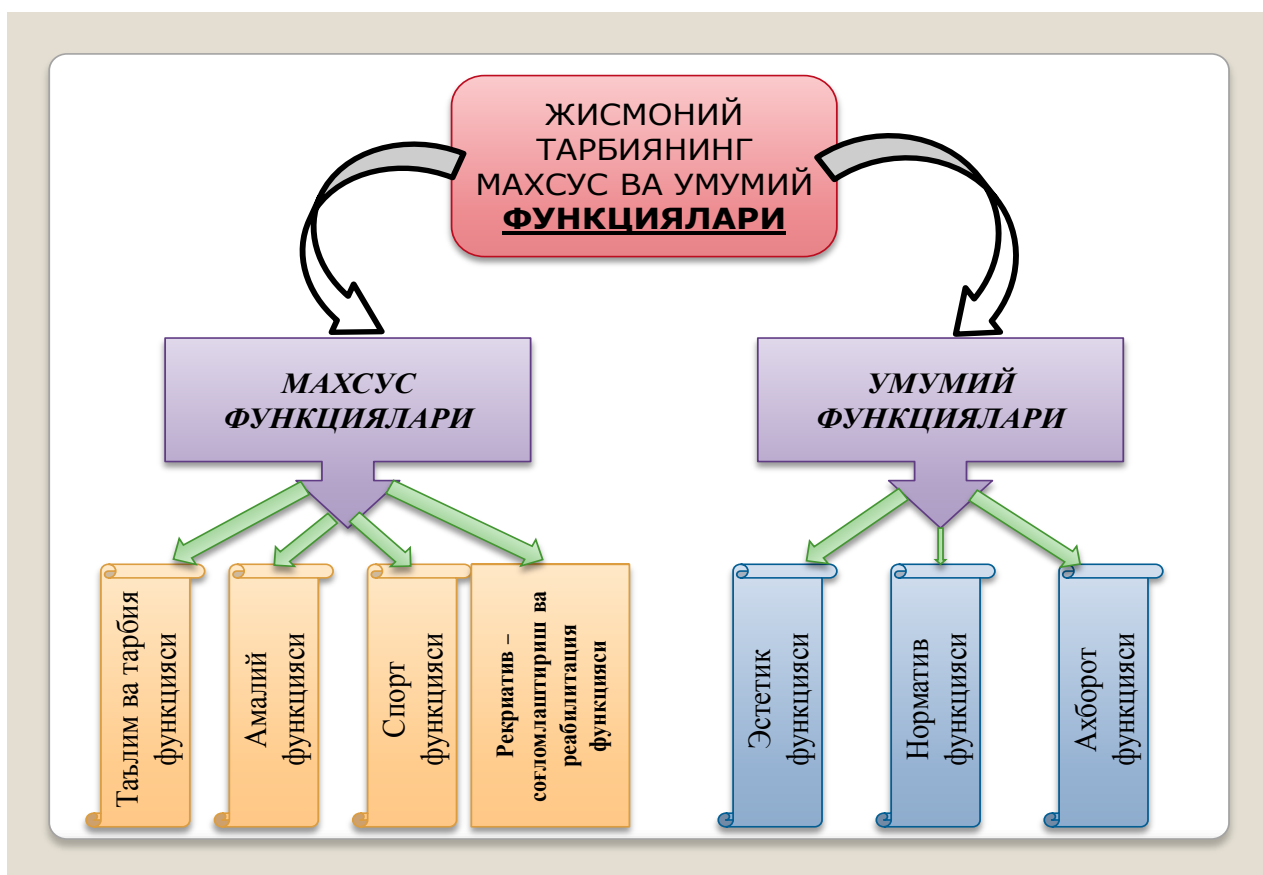 ЖИСМОНИЙ
ТАРБИЯНИНГ
МАХСУС ВА УМУМИЙ
ФУНКЦИЯЛАРИ
МАХСУС
ФУНКЦИЯЛАРИ
УМУМИЙ
ФУНКЦИЯЛАРИ
Таълим ва тарбия
функцияси
Амалий
функцияси
Спорт
функцияси
Рекриатив –
соғломлаштириш ва
реабилитация
функцияси
Эстетик
функцияси
Норматив
функцияси
Ахборот
функцияси